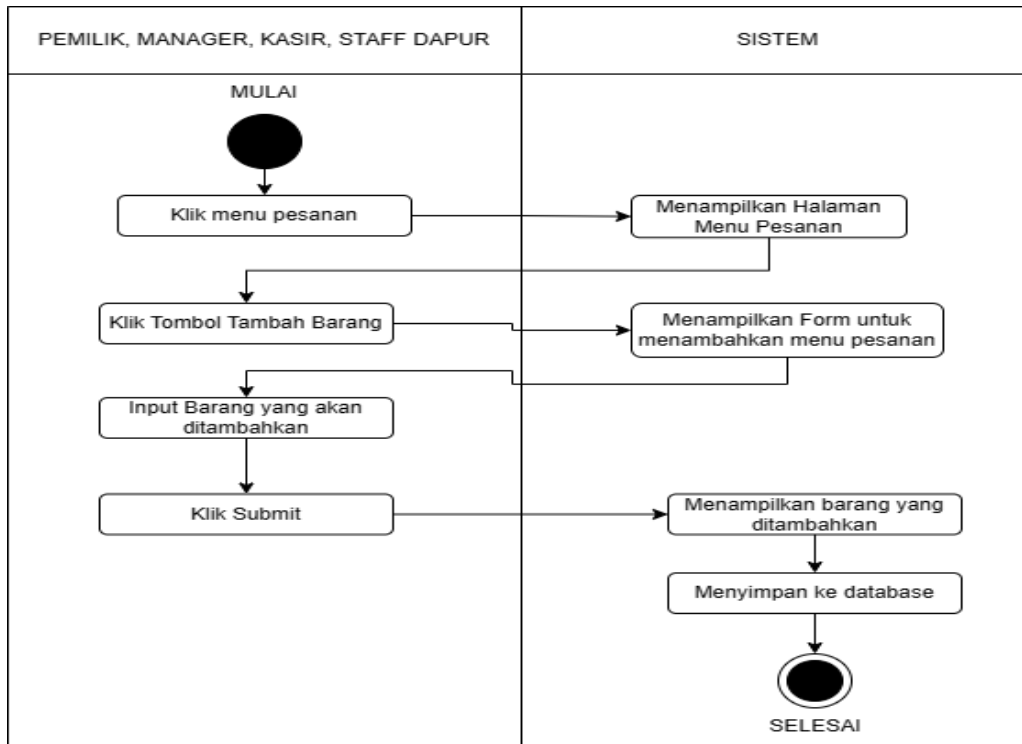 PEMILIK, MANAGER, KASIR, STAFF DAPUR
SISTEM
MULAI
Klik menu pesanan
Menampilkan Halaman
Menu Pesanan
Klik Tombol Tambah Barang
Menampilkan Form untuk
menambahkan menu pesanan
Input Barang yang akan
ditambahkan
Klik Submit
Menampilkan barang yang
ditambahkan
Menyimpan ke database
SELESAI